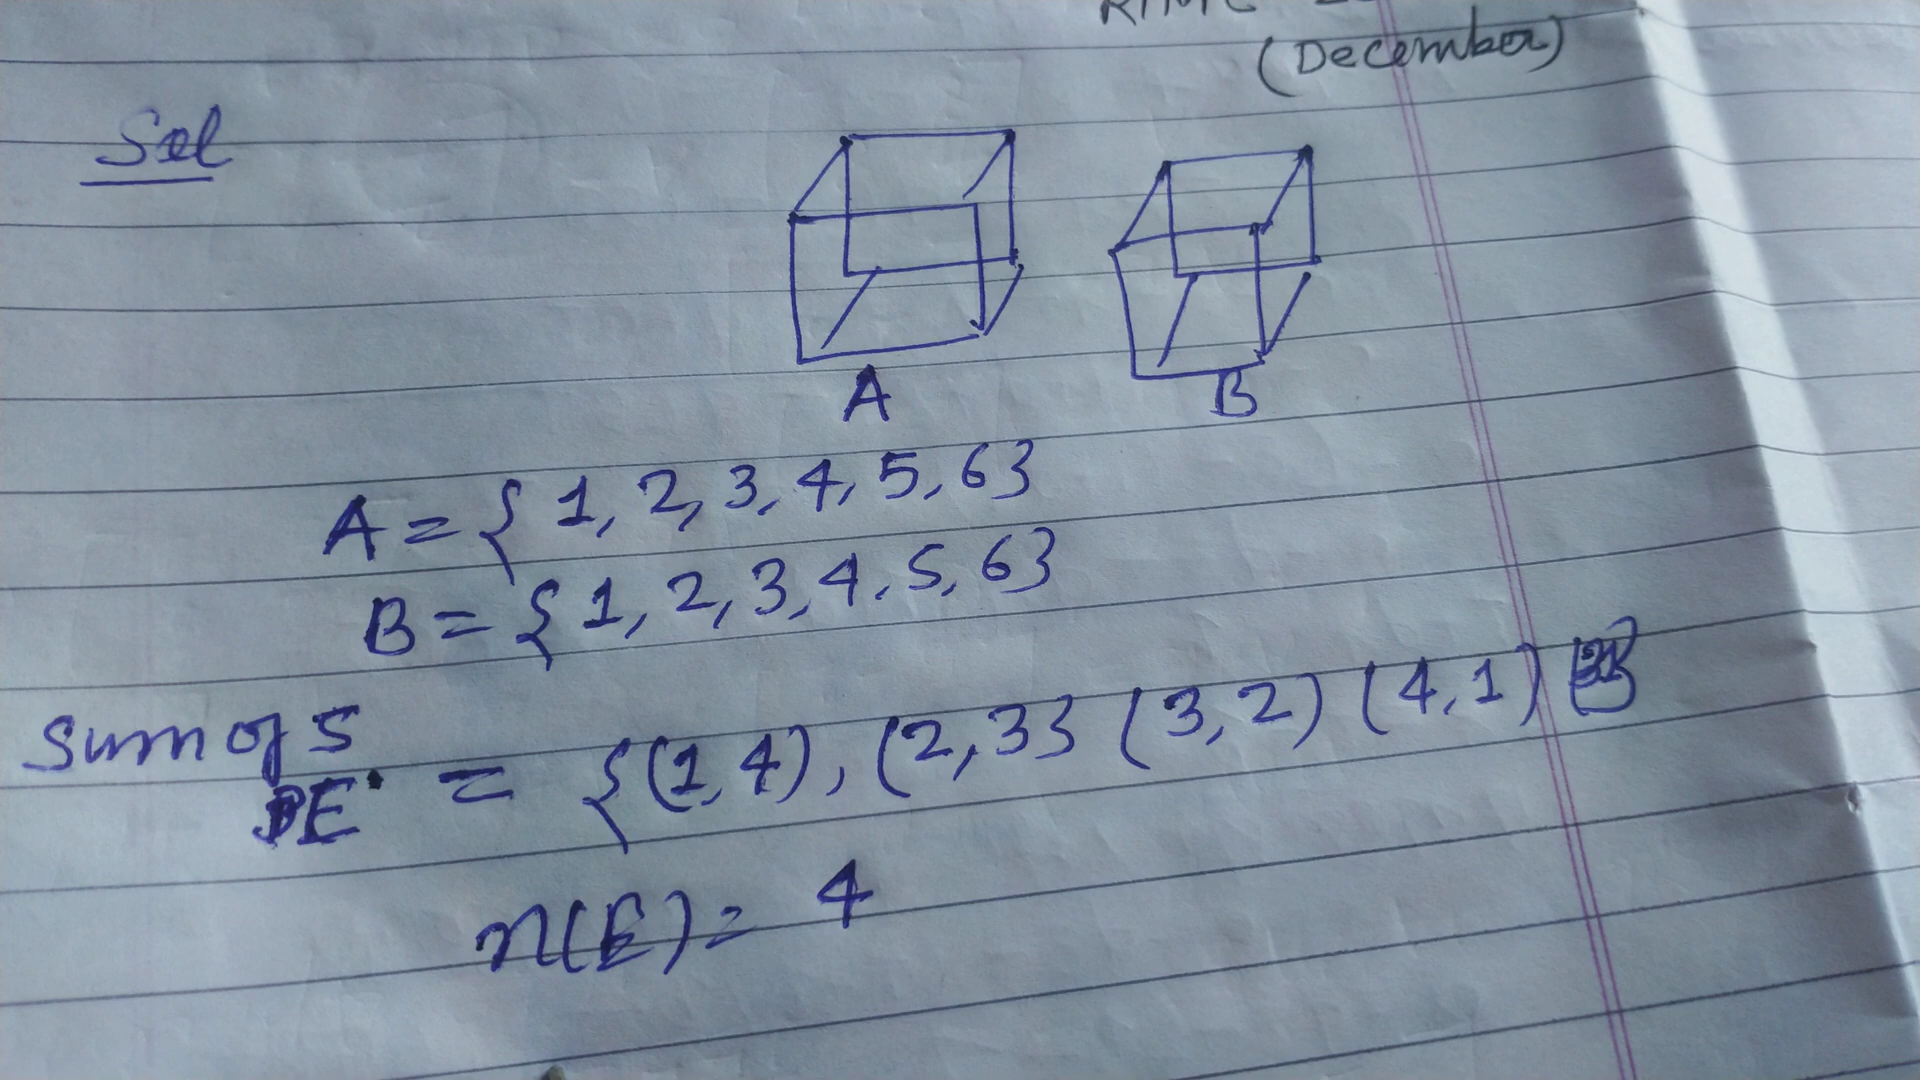 (December)
Sol
A B
A = { 1, 2, 3, 4, 5, 6 }
B = { 1, 2, 3, 4, 5, 6 }
Sum of 5
E = { (1, 4), (2, 3} (3, 2) (4, 1)
n(E) = 4